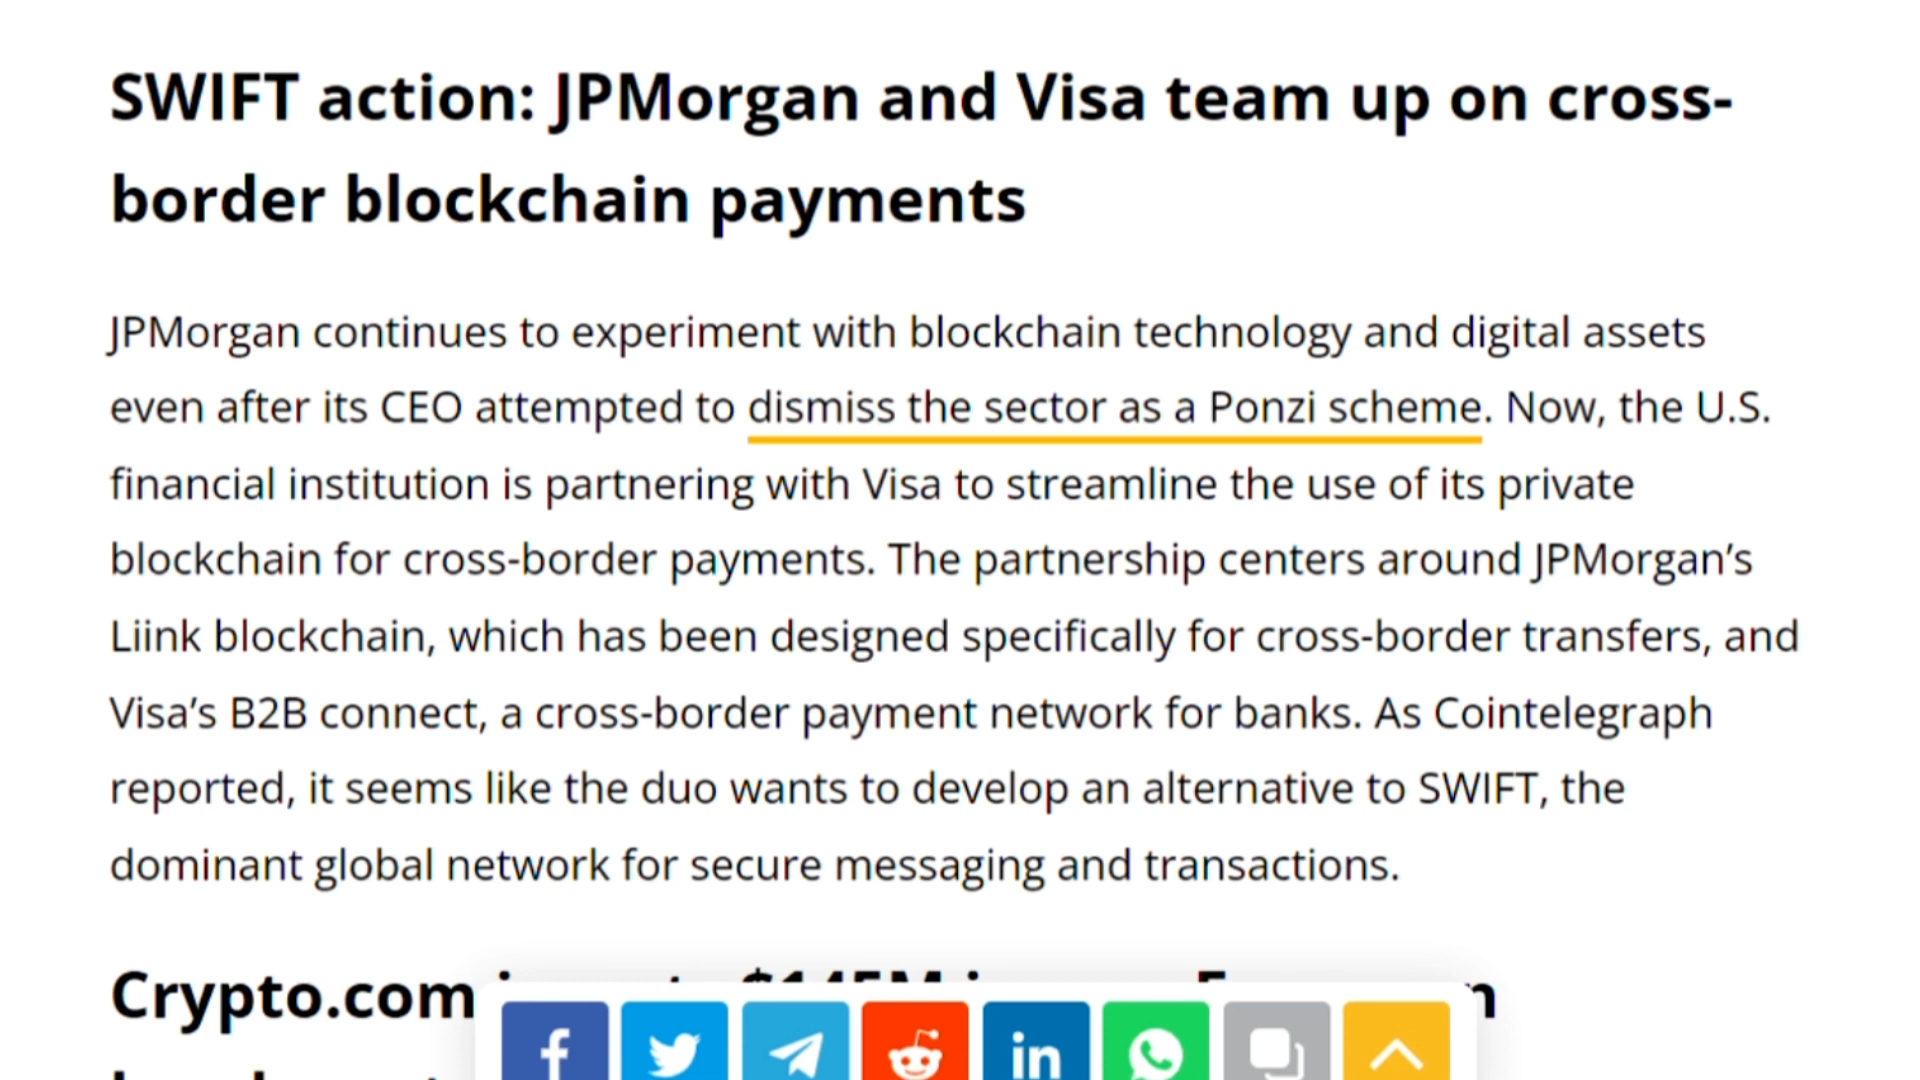 SWIFT action: JPMorgan and Visa team up on cross-
border blockchain payments
JPMorgan continues to experiment with blockchain technology and digital assets
even after its CEO attempted to dismiss the sector as a Ponzi scheme. Now, the U.S.
financial institution is partnering with Visa to streamline the use of its private
blockchain for cross-border payments. The partnership centers around JPMorgan’s
Liink blockchain, which has been designed specifically for cross-border transfers, and
Visa’s B2B connect, a cross-border payment network for banks. As Cointelegraph
reported, it seems like the duo wants to develop an alternative to SWIFT, the
dominant global network for secure messaging and transactions.
Crypto.com $145M